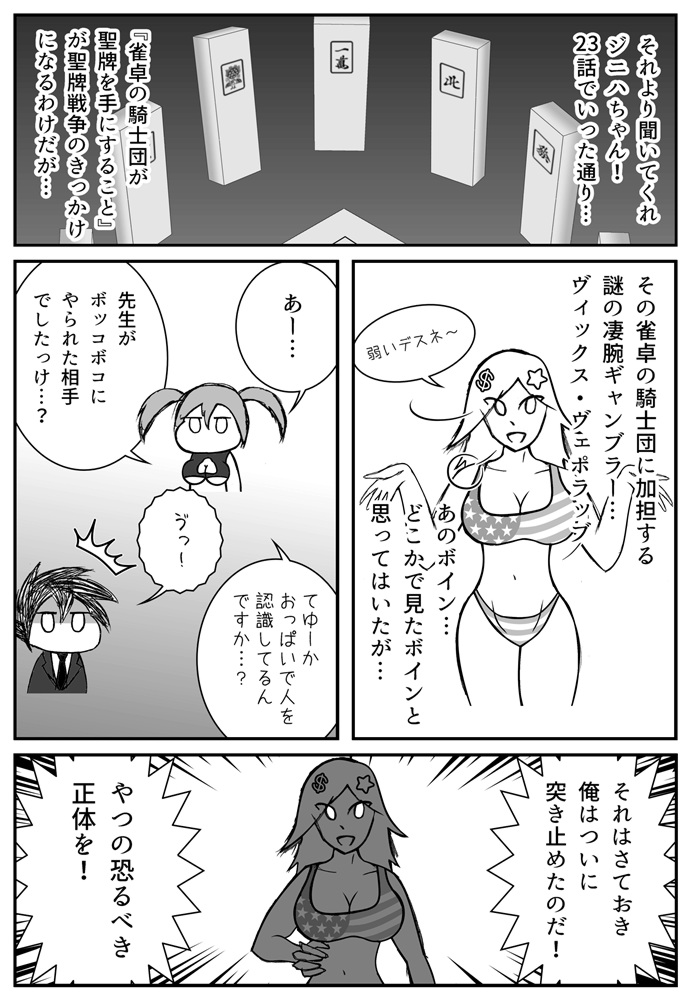 それより聞いてくれ
ジニハちゃん！
23話でいった通り…
『雀卓の騎士団が
聖牌を手にすること』
が聖牌戦争のきっかけ
になるわけだが…
一萬
北
發
その雀卓の騎士団に加担する
謎の凄腕ギャンブラー…
ヴィックス・ヴェポラップ
弱いデスネ〜
あのボイン…
どこかで見たボインと
思ってはいたが…
あー…
先生が
ボッコボコに
やられた相手
でしたっけ…？
ゔっ！
てゆーか
おっぱいで人を
認識してるん
ですか…？
それはさておき
俺はついに
突き止めたのだ！
やつの恐るべき
正体を！